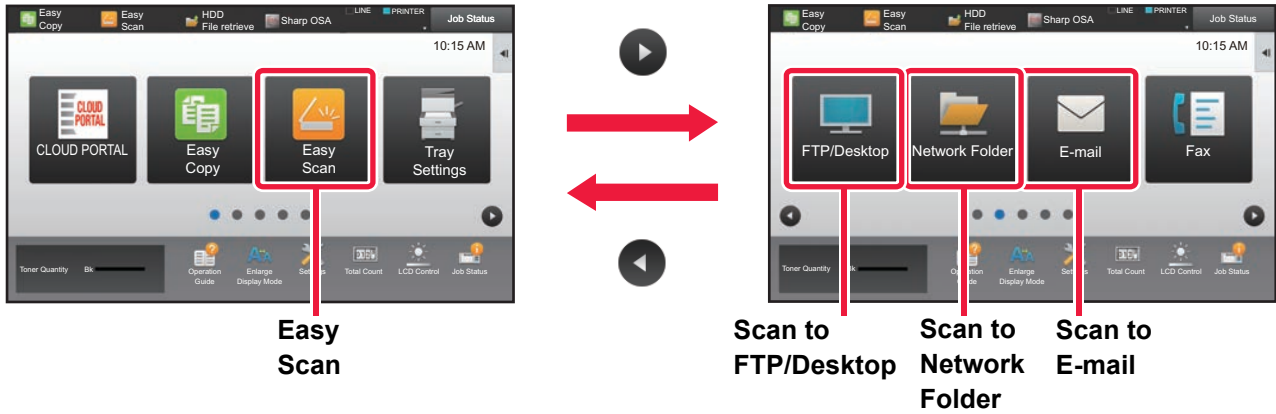 Easy
Copy
Easy
Scan
HDD
File retrieve
Sharp OSA
LINE
PRINTER
Job Status
10:15 AM
CLOUD
PORTAL
CLOUD PORTAL
Easy
Copy
Easy
Scan
Tray
Settings
Toner Quantity
Bk
Operation
Guide
Enlarge
Display Mode
Settings
Total Count
LCD Control
Job Status
Easy
Scan
Easy
Copy
Easy
Scan
HDD
File retrieve
Sharp OSA
LINE
PRINTER
Job Status
10:15 AM
FTP/Desktop
Network Folder
E-mail
Fax
Toner Quantity
Bk
Enlarge
Display Mode
Total Count
LCD Control
Job Status
Scan to
FTP/Desktop
Scan to
Network
Folder
Scan to
E-mail